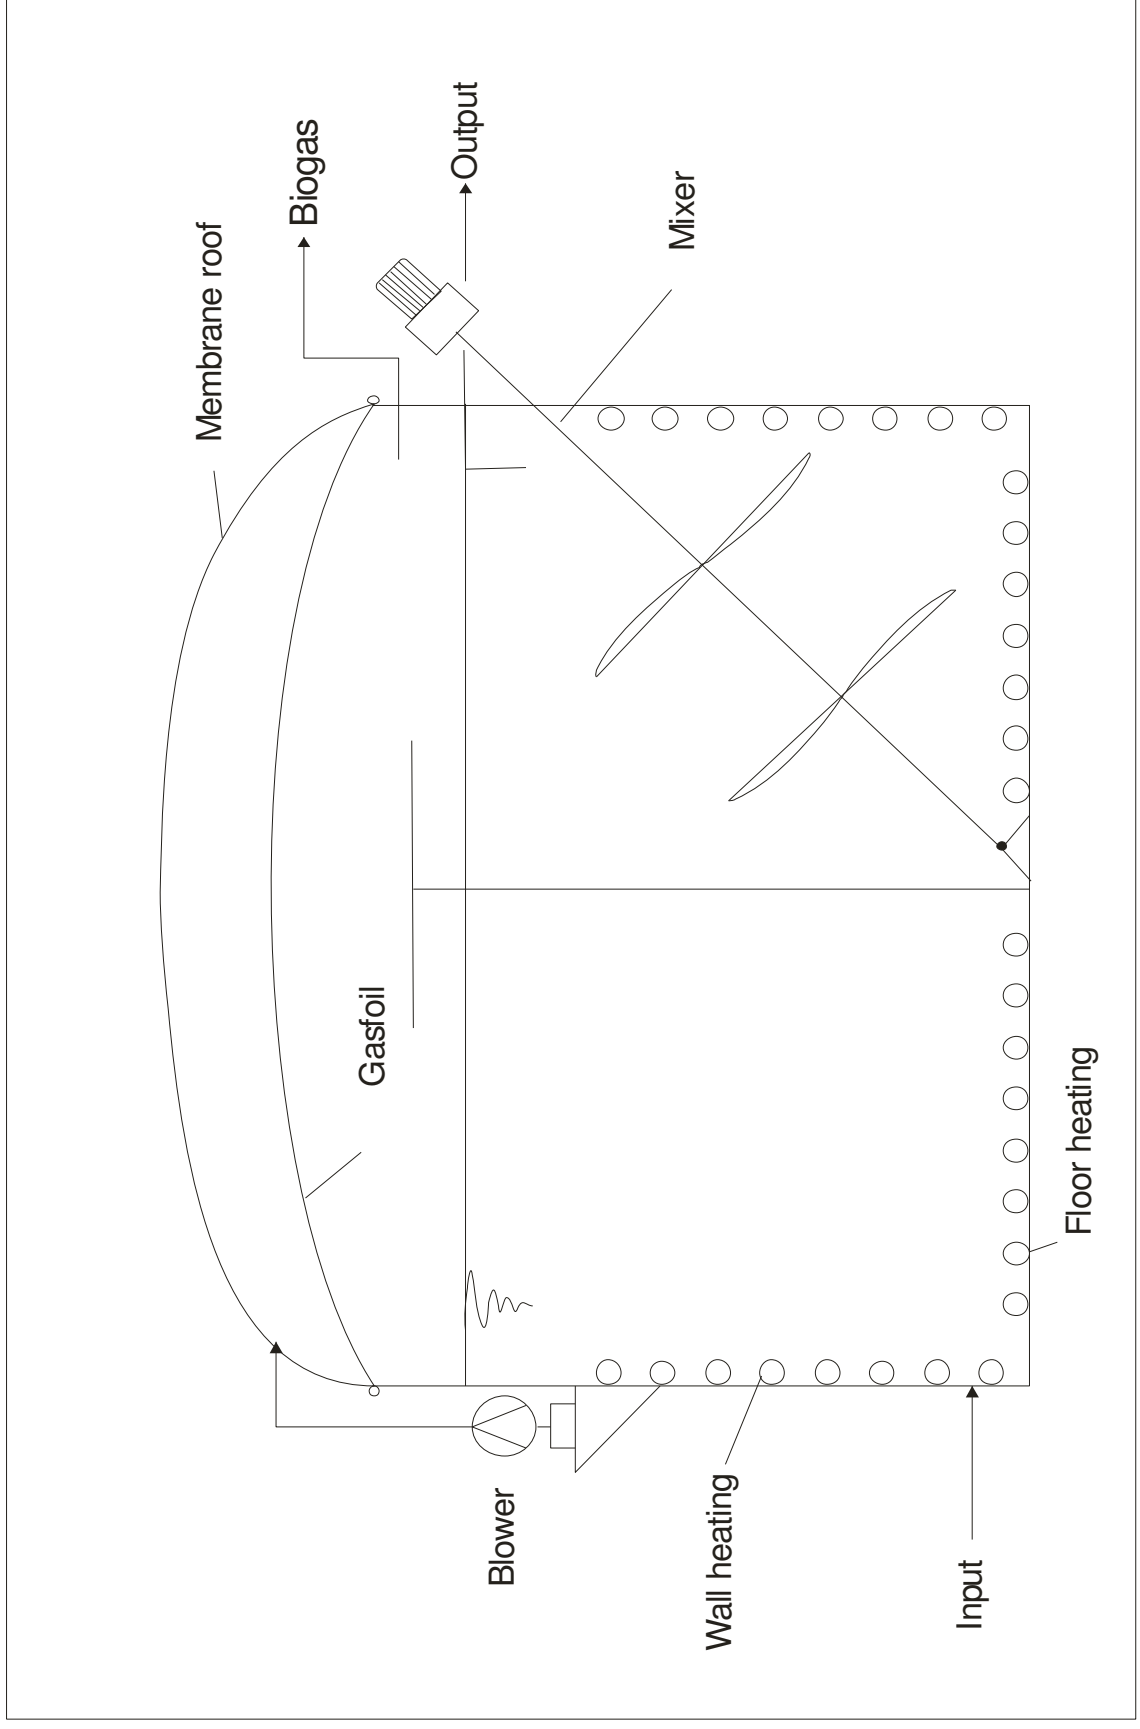 Membrane roof
Biogas
Output
Gasfoil
Mixer
Blower
Wall heating
Input
Floor heating